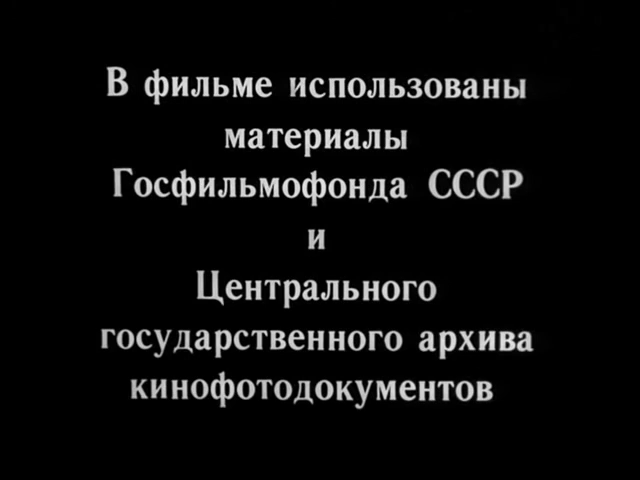 В фильме использованы
материалы
Госфильмофонда СССР
и
Центрального
государственного архива
кинофотодокументов